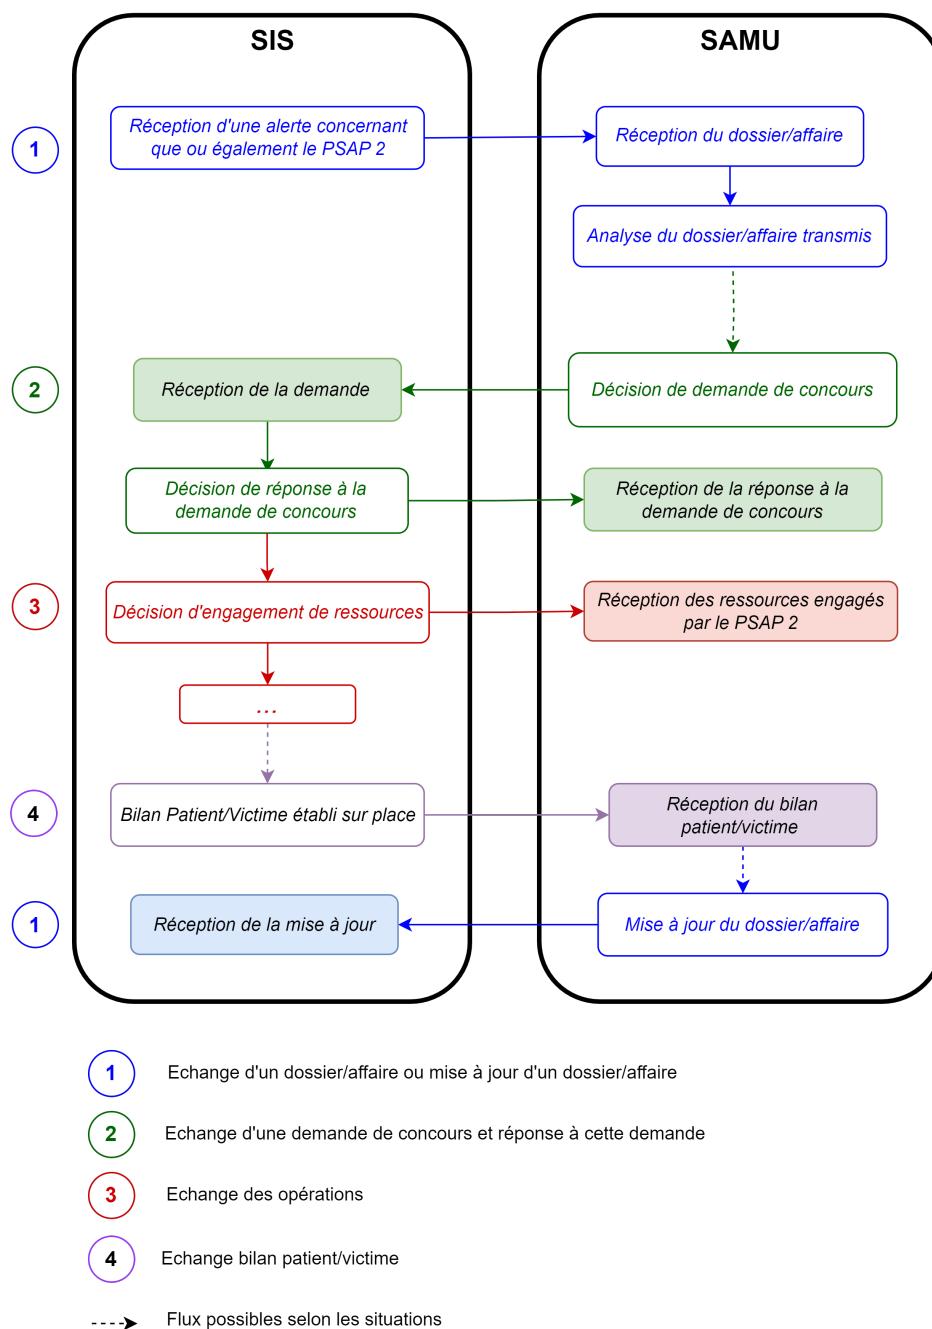 SIS
SAMU
1
Réception d'une alerte concernant
que ou également le PSAP 2
Réception du dossier/affaire
Analyse du dossier/affaire transmis
2
Réception de la demande
Décision de demande de concours
Décision de réponse à la
demande de concours
Réception de la réponse à la
demande de concours
3
Décision d'engagement de ressources
Réception des ressources engagés
par le PSAP 2
...
4
Bilan Patient/Victime établi sur place
Réception du bilan
patient/victime
1
Réception de la mise à jour
Mise à jour du dossier/affaire
1
Echange d'un dossier/affaire ou mise à jour d'un dossier/affaire
2
Echange d'une demande de concours et réponse à cette demande
3
Echange des opérations
4
Echange bilan patient/victime
Flux possibles selon les situations